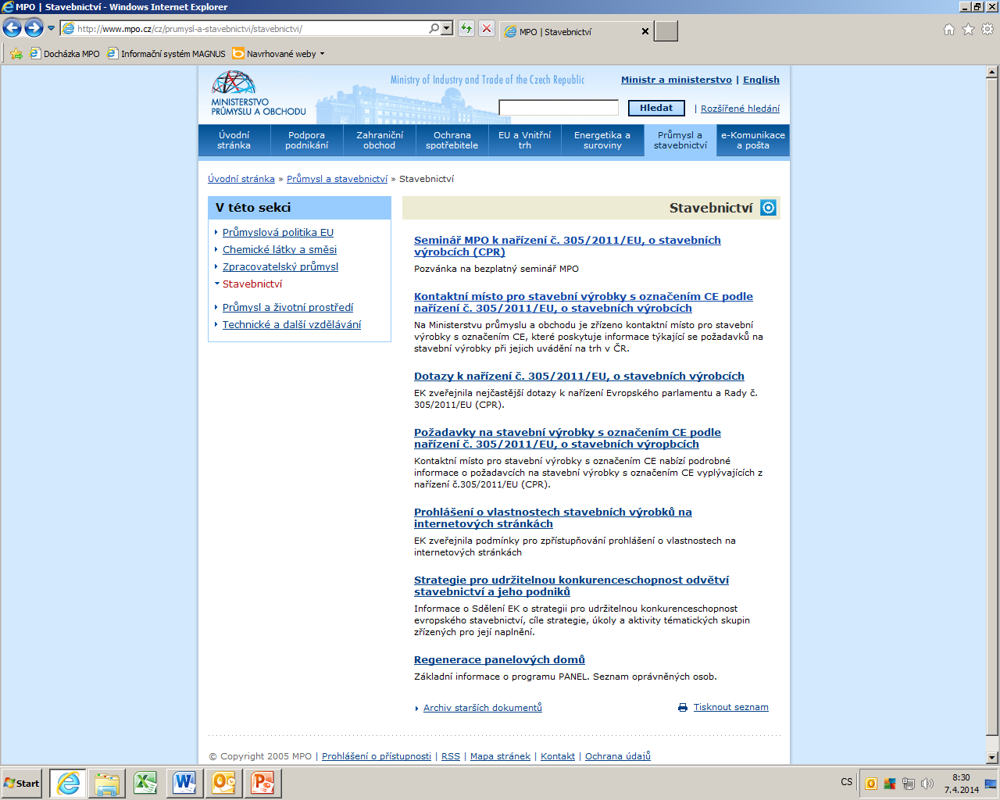 MPO | Stavebnictví - Windows Internet Explorer
http://www.mpo.cz/cz/prumysl-a-stavebnictvi/stavebnictvi/
MPO | Stavebnictví
Docházka MPO
Informační systém MAGNUS
Navrhované weby
MINISTERSTVO
PRŮMYSLU A OBCHODU
Ministry of Industry and Trade of the Czech Republic
Ministr a ministerstvo | English
Hledat
| Rozšířené hledání
Úvodní stránka
Podpora podnikání
Zahraniční obchod
Ochrana spotřebitele
EU a Vnitřní trh
Energetika a suroviny
Průmysl a stavebnictví
e-Komunikace a pošta
Úvodní stránka » Průmysl a stavebnictví » Stavebnictví
V této sekci
Průmyslová politika EU
Chemické látky a směsi
Zpracovatelský průmysl
Stavebnictví
Průmysl a životní prostředí
Technické a další vzdělávání
Stavebnictví
Seminář MPO k nařízení č. 305/2011/EU, o stavebních
výrobcích (CPR)
Pozvánka na bezplatný seminář MPO
Kontaktní místo pro stavební výrobky s označením CE podle
nařízení č. 305/2011/EU, o stavebních výrobcích
Na Ministerstvu průmyslu a obchodu je zřízeno kontaktní místo pro stavební
výrobky s označením CE, které poskytuje informace týkající se požadavků na
stavební výrobky při jejich uvádění na trh v ČR.
Dotazy k nařízení č. 305/2011/EU, o stavebních výrobcích
EK zveřejnila nejčastější dotazy k nařízení Evropského parlamentu a Rady č.
305/2011/EU (CPR).
Požadavky na stavební výrobky s označením CE podle
nařízení č. 305/2011/EU, o stavebních výropbcích
Kontaktní místo pro stavební výrobky s označením CE nabízí podrobné
informace o požadavcích na stavební výrobky s označením CE vyplývajících z
nařízení č.305/2011/EU (CPR).
Prohlášení o vlastnostech stavebních výrobků na
internetových stránkách
EK zveřejnila podmínky pro zpřístupňování prohlášení o vlastnostech na
internetových stránkách
Strategie pro udržitelnou konkurenceschopnost odvětví
stavebnictví a jeho podniků
Informace o Sdělení EK o strategii pro udržitelnou konkurenceschopnost
evropského stavebnictví, cíle strategie, úkoly a aktivity tématických skupin
zřízených pro její naplnění.
Regenerace panelových domů
Základní informace o programu PANEL. Seznam oprávněných osob.
Archiv starších dokumentů
Tisknout seznam
© Copyright 2005 MPO | Prohlášení o přístupnosti | RSS | Mapa stránek | Kontakt | Ochrana údajů
Start
CS
8:30
7.4.2014